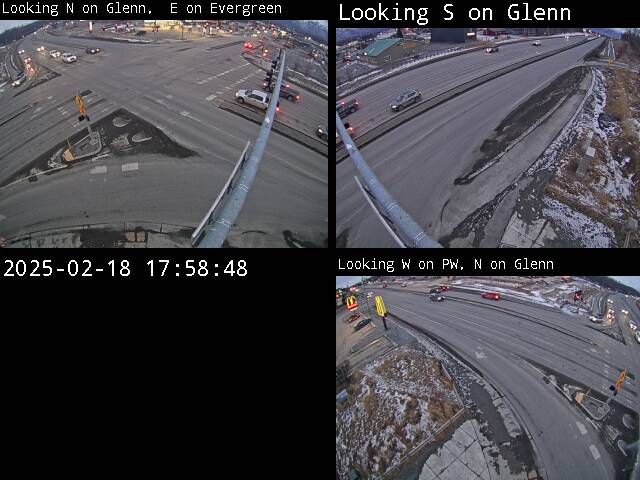 Looking N on Glenn,  E on Evergreen
Looking S on Glenn
2025-02-18 17:58:48
Looking W on PW, N on Glenn